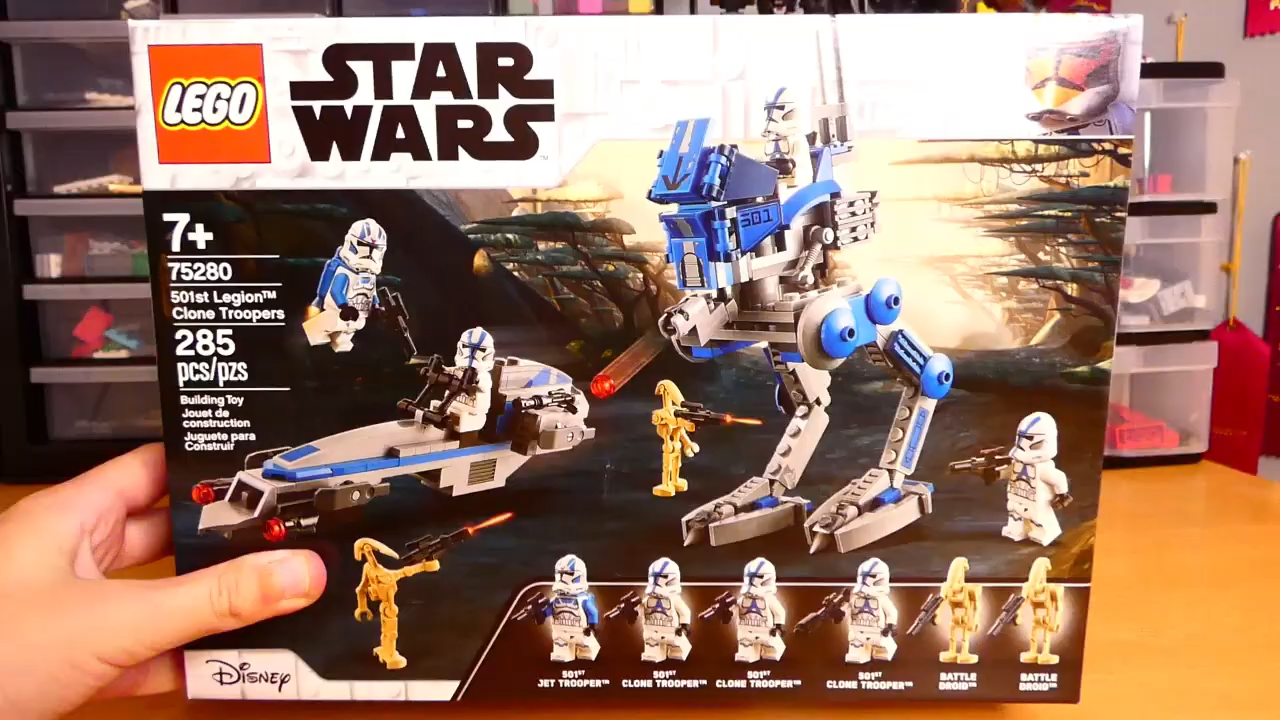 LEGO
STAR
WARS™
7+
75280
501st Legion™
Clone Troopers
285
pcs/pzs
Building Toy
Jouet de
construction
Juguete para
Construir
501
Disney
501ST
JET TROOPER™
501ST
CLONE TROOPER™
501ST
CLONE TROOPER™
501ST
CLONE TROOPER™
BATTLE
DROID™
BATTLE
DROID™